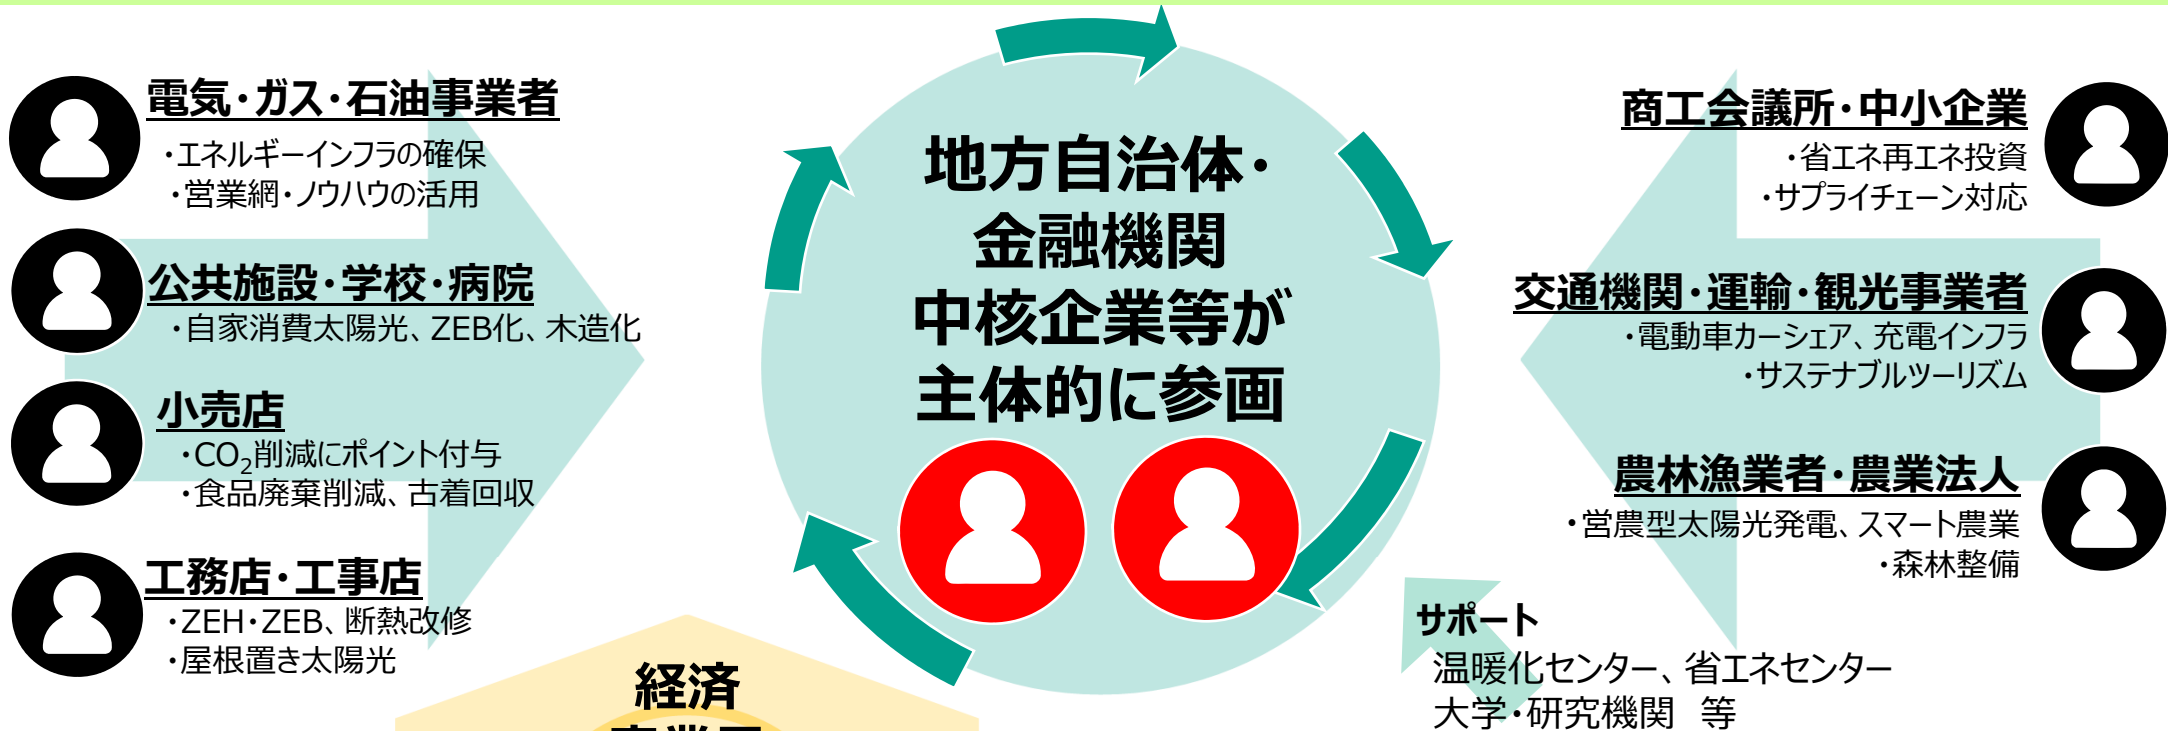 電気・ガス・石油事業者
・エネルギーインフラの確保
・営業網・ノウハウの活用
公共施設・学校・病院
・自家消費太陽光、ZEB化、木造化
小売店
・CO₂削減にポイント付与
・食品廃棄削減、古着回収
工務店・工事店
・ZEH・ZEB、断熱改修
・屋根置き太陽光
地方自治体・
金融機関
中核企業等が
主体的に参画
商工会議所・中小企業
・省エネ再エネ投資
・サプライチェーン対応
交通機関・運輸・観光事業者
・電動車カーシェア、充電インフラ
・サステナブルツーリズム
農林漁業者・農業法人
・営農型太陽光発電、スマート農業
・森林整備
サポート
温暖化センター、省エネセンター
大学・研究機関　等
経済